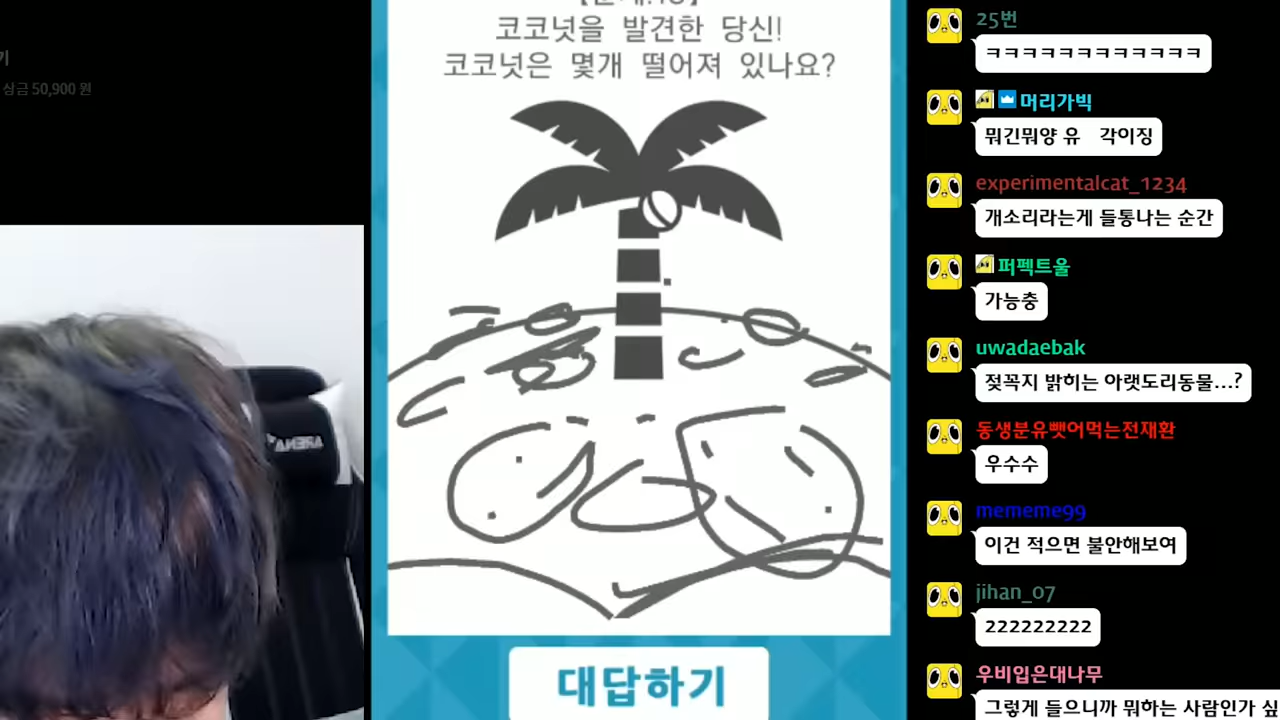 기
상금 50,900 원
코코넛을 발견한 당신!
코코넛은 몇개 떨어져 있나요?
대답하기
ARENA
25번
ㅋㅋㅋㅋㅋㅋㅋㅋㅋㅋㅋㅋ
머리가빅
뭐긴뭐양 유 각이징
experimentalcat_1234
개소리라는게 들통나는 순간
퍼펙트울
가능충
uwadaebak
젖꼭지 밝히는 아랫도리동물...?
동생분유뺏어먹는전재환
우수수
mememe99
이건 적으면 불안해보여
jihan_07
222222222
우비입은대나무
그렇게 들으니까 뭐하는 사람인가 싶